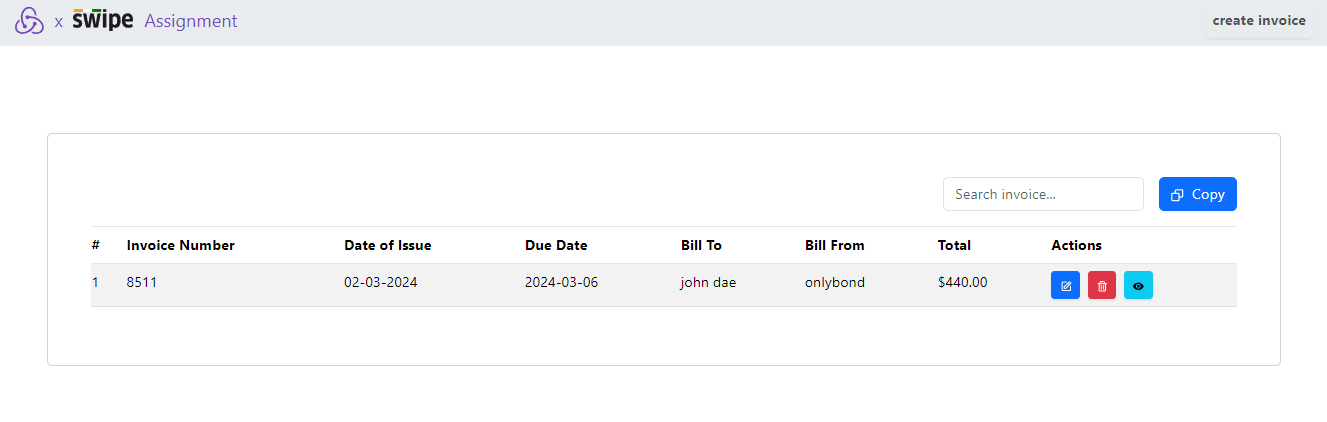 x swipe Assignment create invoice
Search invoice... Copy
# Invoice Number Date of Issue Due Date Bill To Bill From Total Actions
1 8511 02-03-2024 2024-03-06 john dae onlybond $440.00